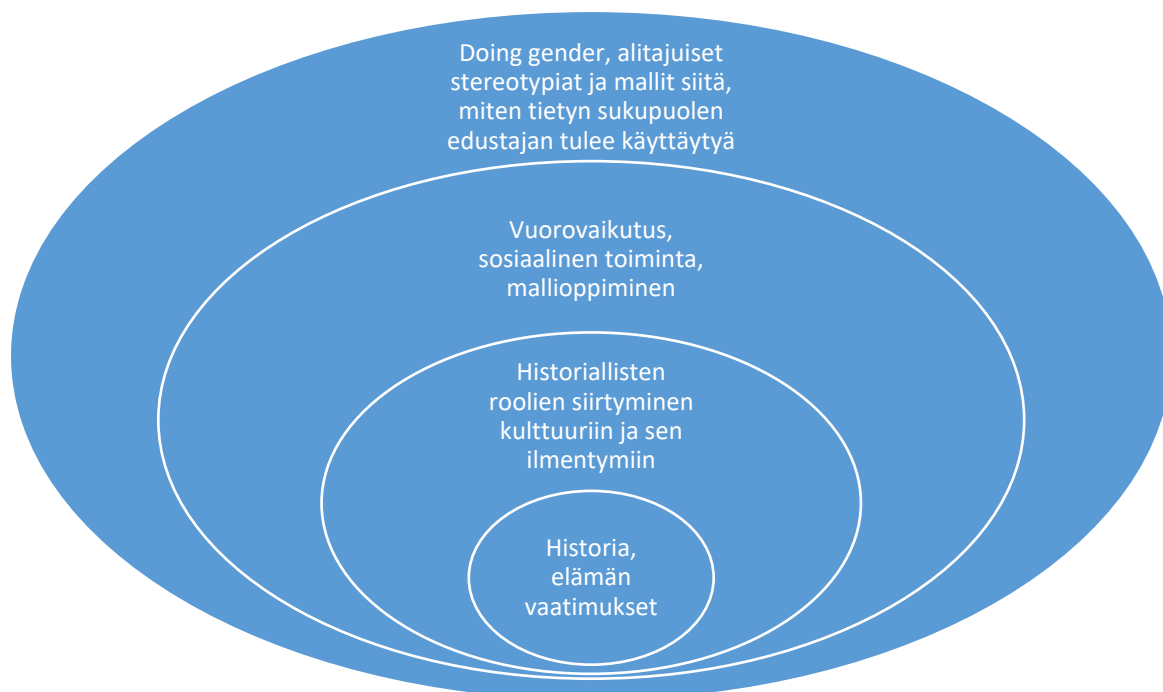 Doing gender, alitajuiset
stereotypiat ja mallit siitä,
miten tietyn sukupuolen
edustajan tulee käyttäytyä
Vuorovaikutus,
sosiaalinen toiminta,
mallioppiminen
Historiallisten
roolien siirtyminen
kulttuuriin ja sen
ilmentymiin
Historia,
elämän
vaatimukset